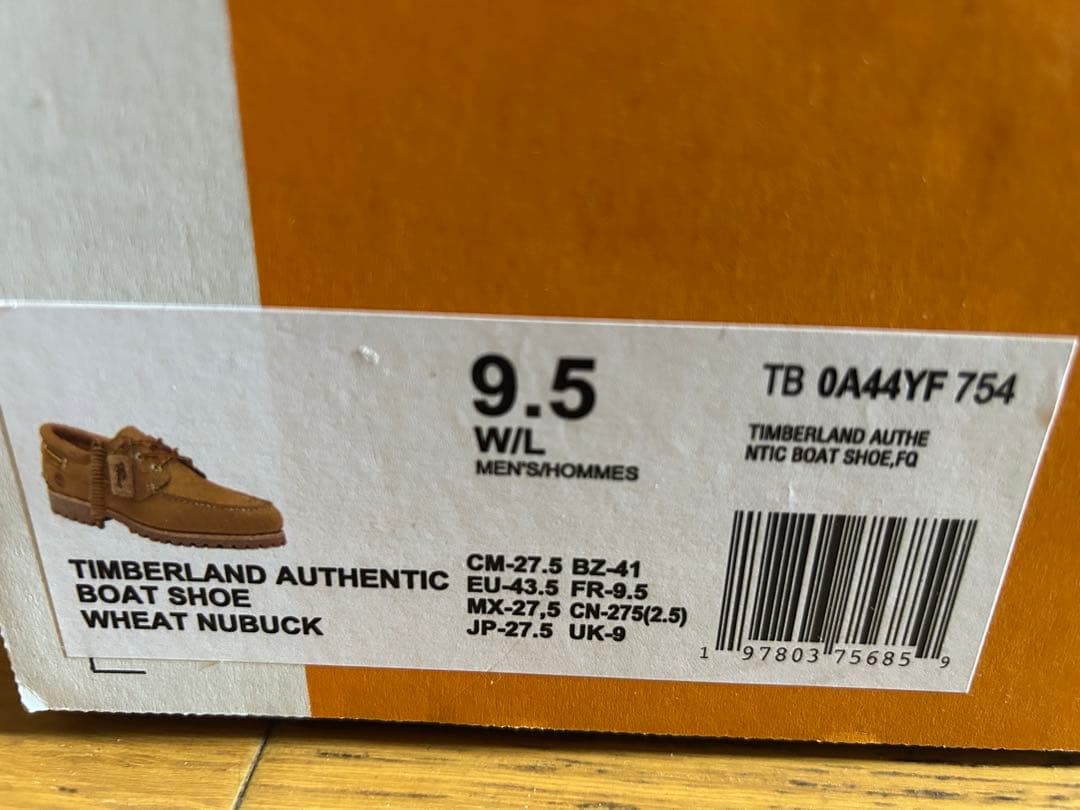 9.5
W/L
MEN'S/HOMMES
TB 0A44YF 754
TIMBERLAND AUTHE
NTIC BOAT SHOE,FQ
TIMBERLAND AUTHENTIC
BOAT SHOE
WHEAT NUBUCK
CM-27.5 BZ-41
EU-43.5 FR-9.5
MX-27,5 CN-275(2.5)
JP-27.5 UK-9
1 97803 75685 9